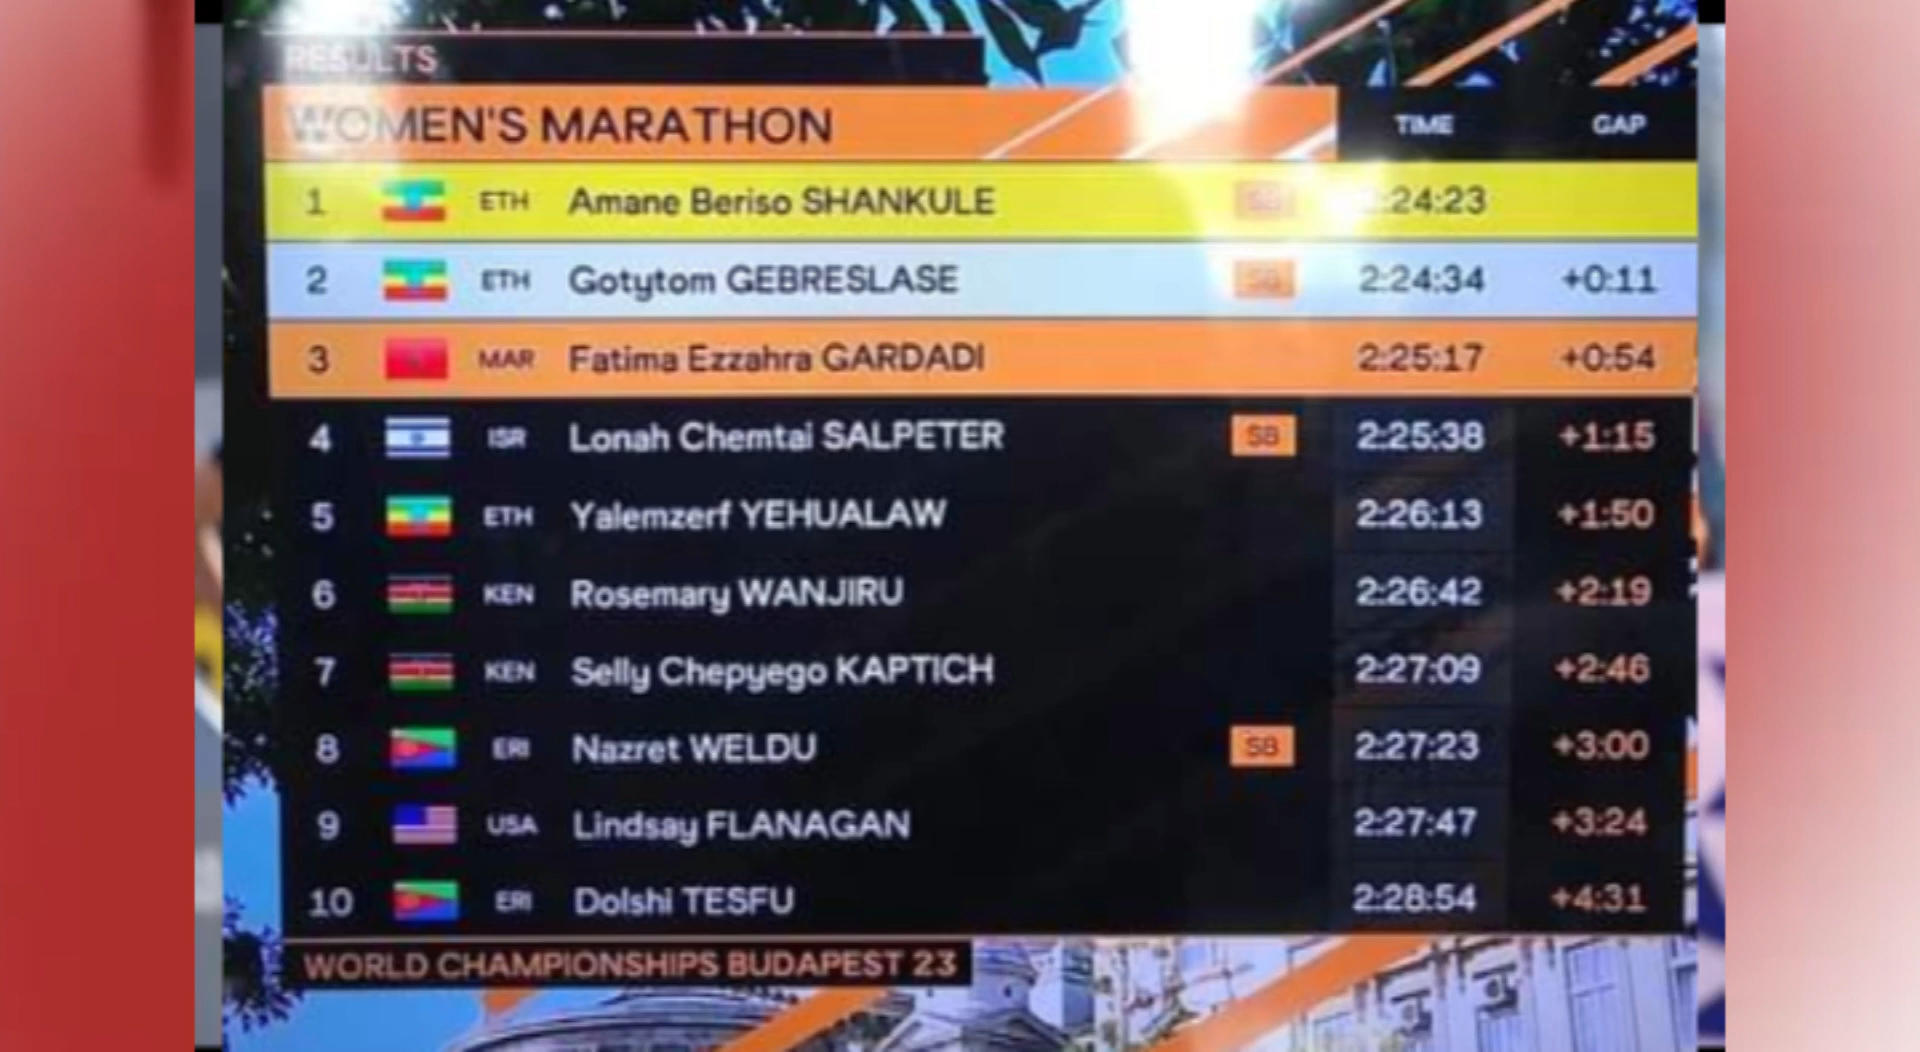 RESULTS
WOMEN'S MARATHON TIME GAP
1 ETH Amane Beriso SHANKULE SB 2:24:23
2 ETH Gotytom GEBRESLASE SB 2:24:34 +0:11
3 MAR Fatima Ezzahra GARDADI 2:25:17 +0:54
4 ISR Lonah Chemtai SALPETER SB 2:25:38 +1:15
5 ETH Yalemzerf YEHUALAW 2:26:13 +1:50
6 KEN Rosemary WANJIRU 2:26:42 +2:19
7 KEN Selly Chepyego KAPTICH 2:27:09 +2:46
8 ERI Nazret WELDU SB 2:27:23 +3:00
9 USA Lindsay FLANAGAN 2:27:47 +3:24
10 ERI Dolshi TESFU 2:28:54 +4:31
WORLD CHAMPIONSHIPS BUDAPEST 23